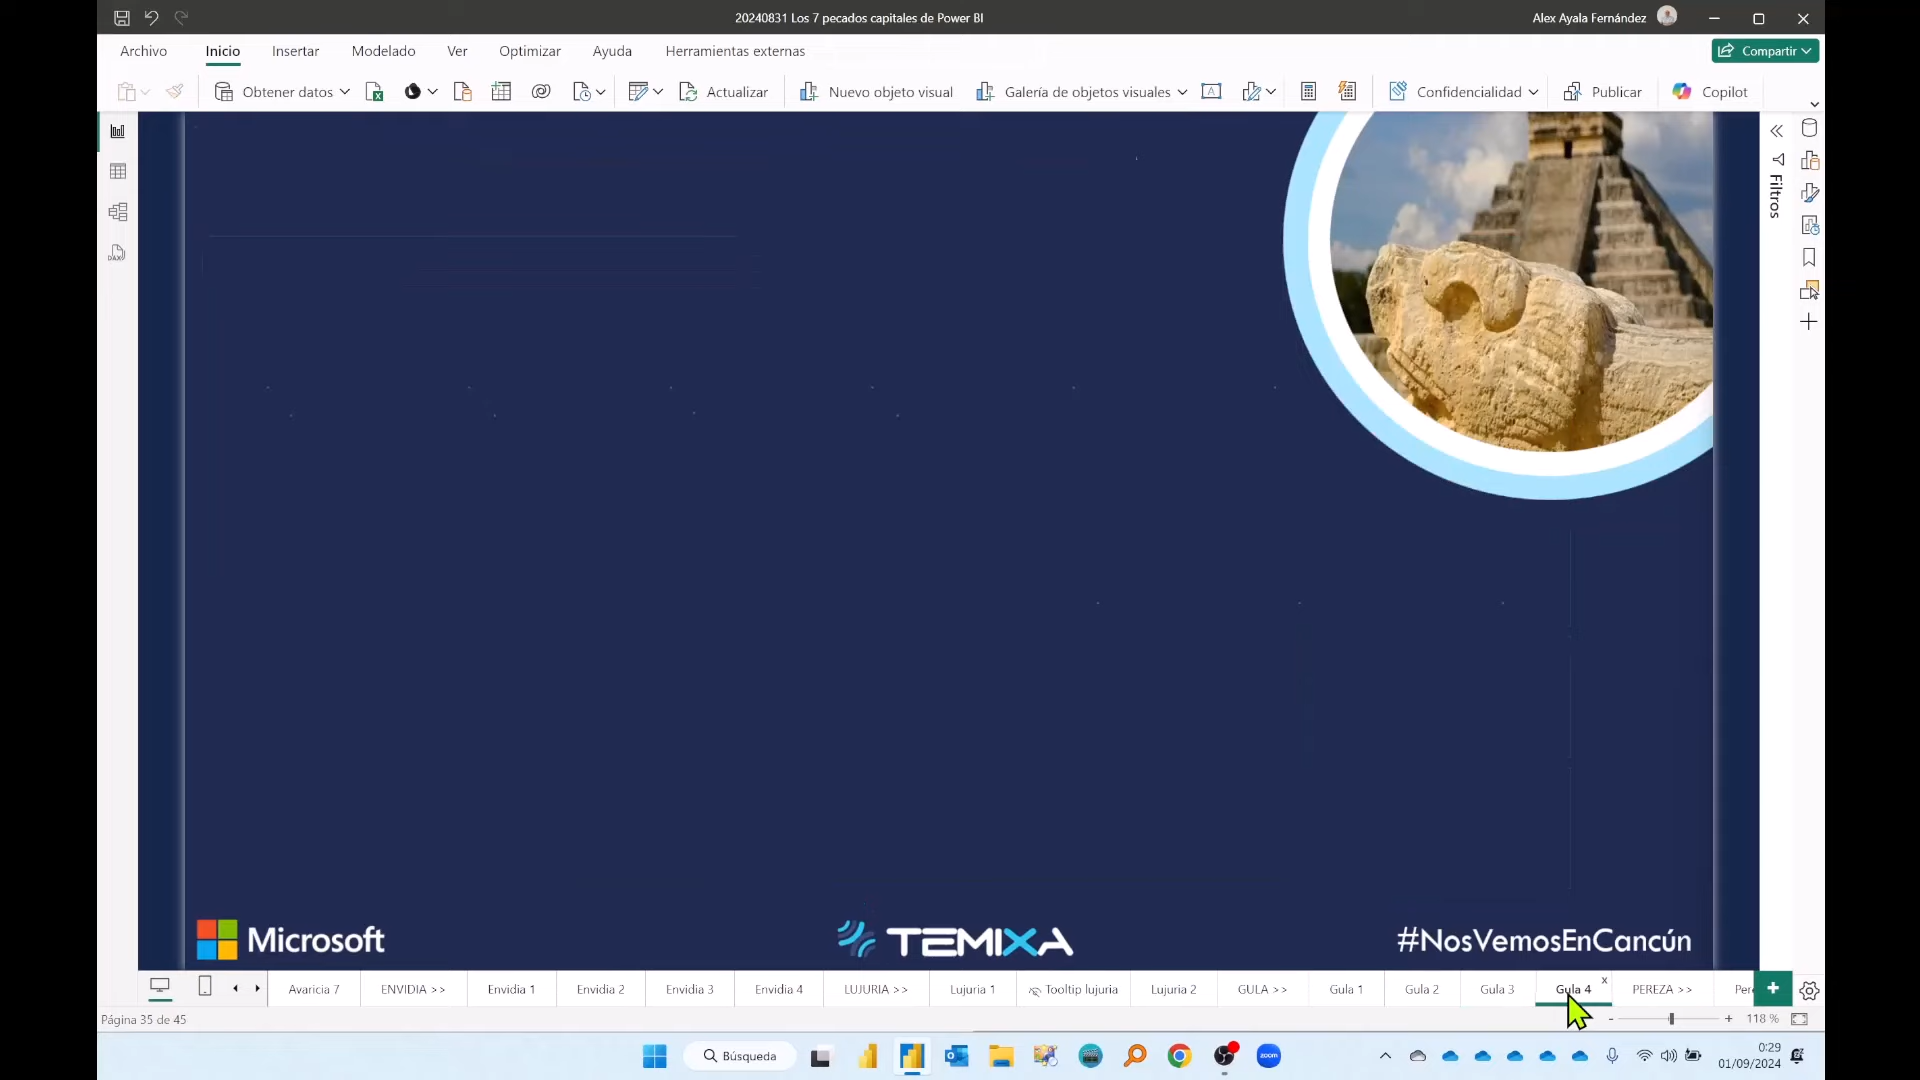 20240831 Los 7 pecados capitales de Power BI
Alex Ayala Fernández
Archivo
Inicio
Insertar
Modelado
Ver
Optimizar
Ayuda
Herramientas externas
Compartir
Obtener datos
Actualizar
Nuevo objeto visual
Galería de objetos visuales
Confidencialidad
Publicar
Copilot
Filtros
DAX
Microsoft
TEMIXA
#NosVemosEnCancún
Avaricia 7
ENVIDIA >>
Envidia 1
Envidia 2
Envidia 3
Envidia 4
LUJURIA >>
Lujuria 1
Tooltip lujuria
Lujuria 2
GULA >>
Gula 1
Gula 2
Gula 3
Gula 4
x
PEREZA >>
Per
Página 35 de 45
- + 118 %
Búsqueda
zoom
0:29
01/09/2024